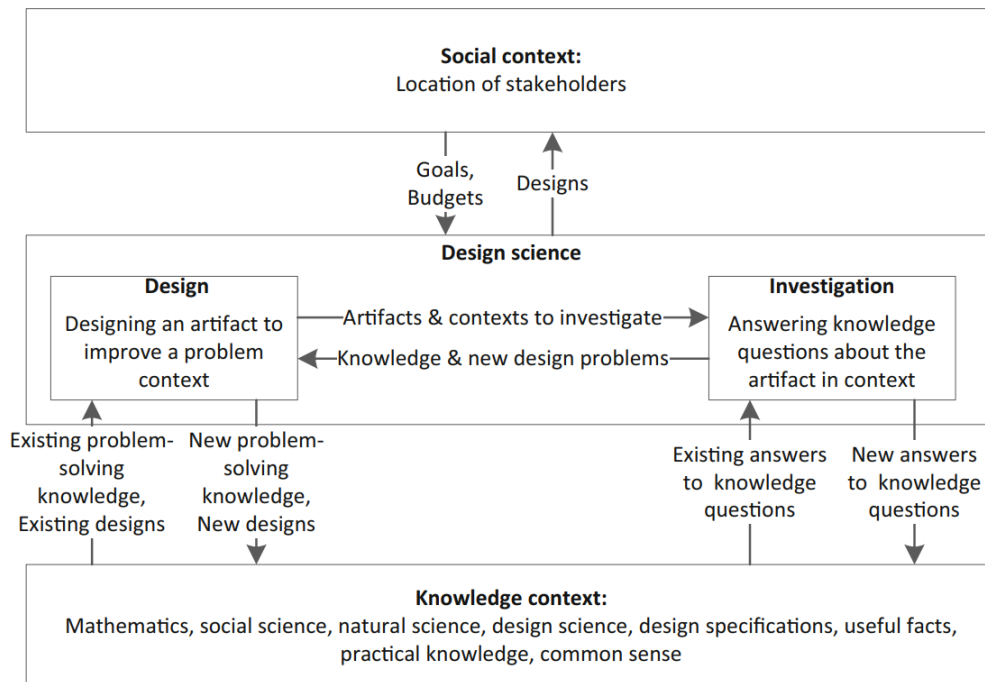 Social context:
Location of stakeholders
Goals,
Budgets
Designs
Design science
Design
Designing an artifact to
improve a problem
context
Artifacts & contexts to investigate
Knowledge & new design problems
Investigation
Answering knowledge
questions about the
artifact in context
Existing problem-
solving
knowledge,
Existing designs
New problem-
solving
knowledge,
New designs
Existing answers
to knowledge
questions
New answers
to knowledge
questions
Knowledge context:
Mathematics, social science, natural science, design science, design specifications, useful facts,
practical knowledge, common sense